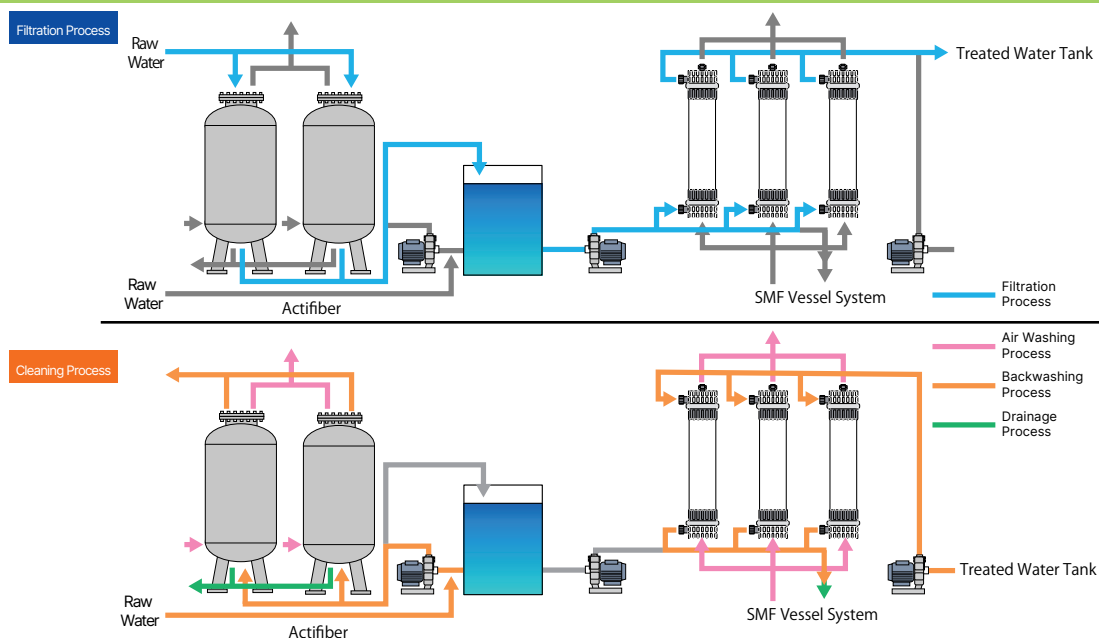 Filtration Process
Raw
Water
Treated Water Tank
Raw
Water
Actifiber
SMF Vessel System
Filtration
Process
Cleaning Process
Air Washing
Process
Backwashing
Process
Drainage
Process
Treated Water Tank
Raw
Water
Actifiber
SMF Vessel System